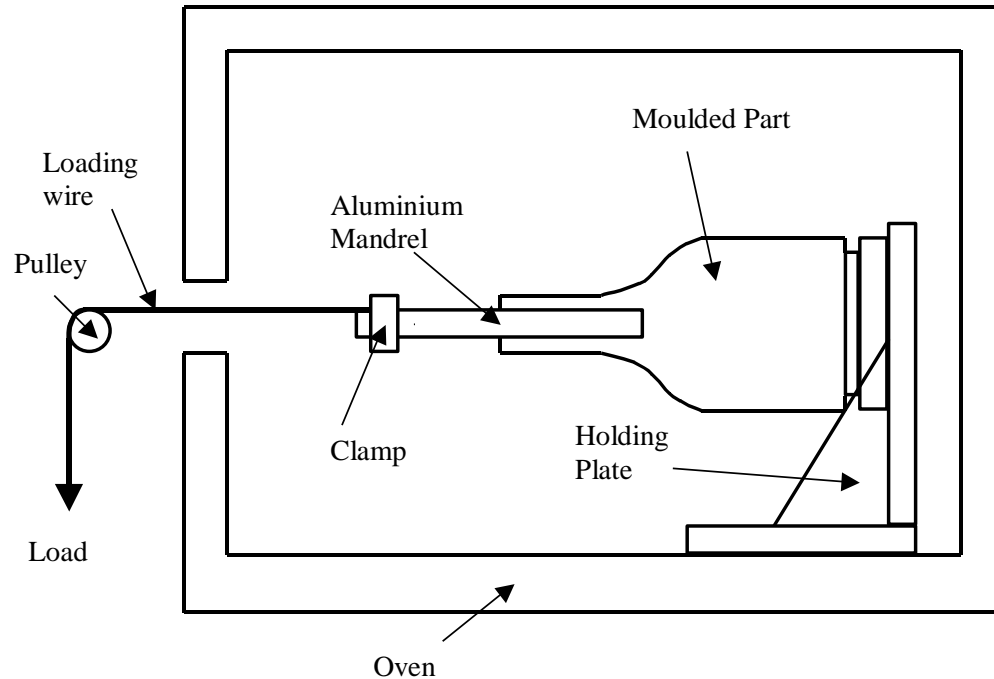 Moulded Part
Loading
wire
Aluminium
Mandrel
Pulley
Clamp
Holding
Plate
Load
Oven